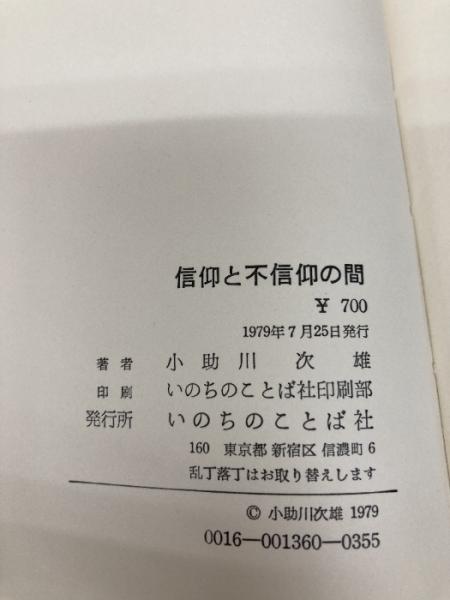 信仰と不信仰の間
¥ 700
1979年7月25日発行
著者 小助川次雄
印刷 いのちのことば社印刷部
発行所 いのちのことば社
160 東京都新宿区信濃町6
乱丁落丁はお取り替えします
© 小助川次雄 1979
0016—001360—0355